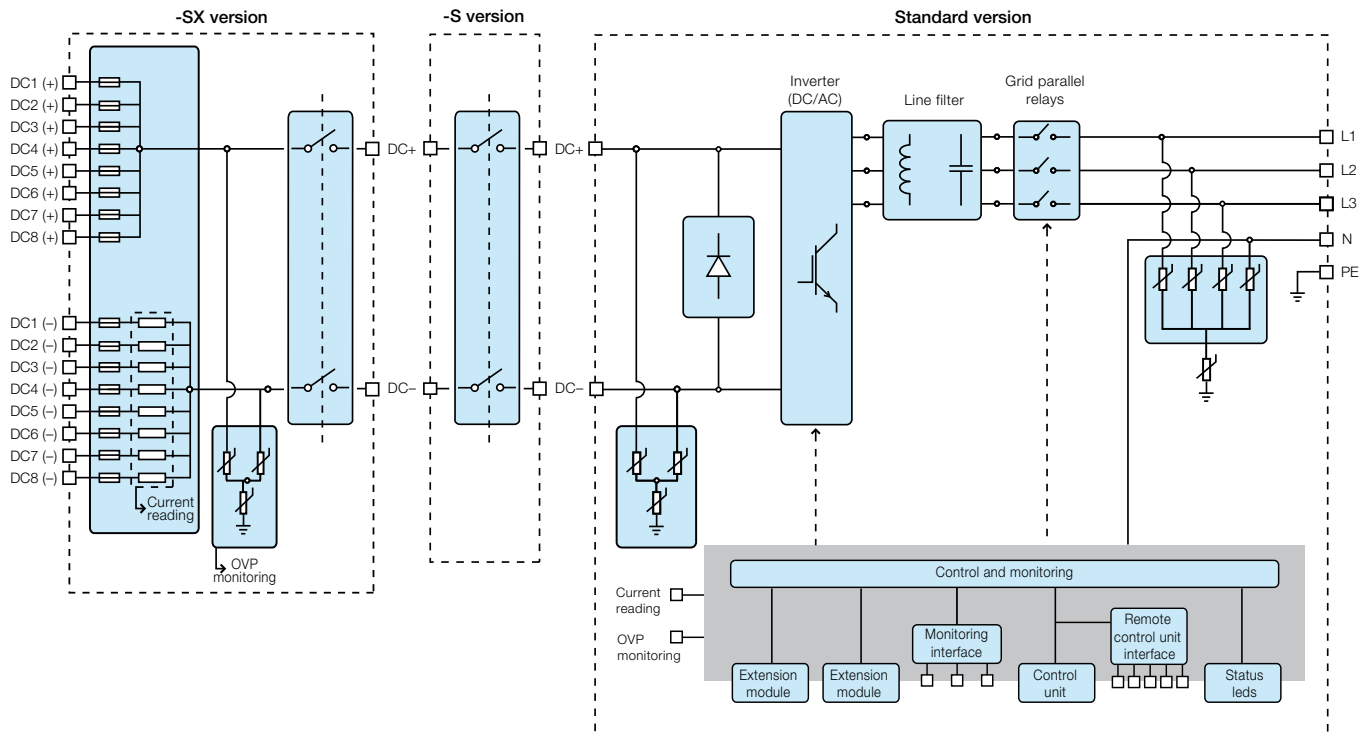 -SX version
-S version
Standard version
DC1 (+)
DC2 (+)
DC3 (+)
DC4 (+)
DC5 (+)
DC6 (+)
DC7 (+)
DC8 (+)
DC1 (–)
DC2 (–)
DC3 (–)
DC4 (–)
DC5 (–)
DC6 (–)
DC7 (–)
DC8 (–)
Current
reading
OVP
monitoring
DC+
DC–
DC+
DC–
Inverter
(DC/AC)
Line filter
Grid parallel
relays
L1
L2
L3
N
PE
Current
reading
OVP
monitoring
Control and monitoring
Extension
module
Extension
module
Monitoring
interface
Control
unit
Remote
control unit
interface
Status
leds